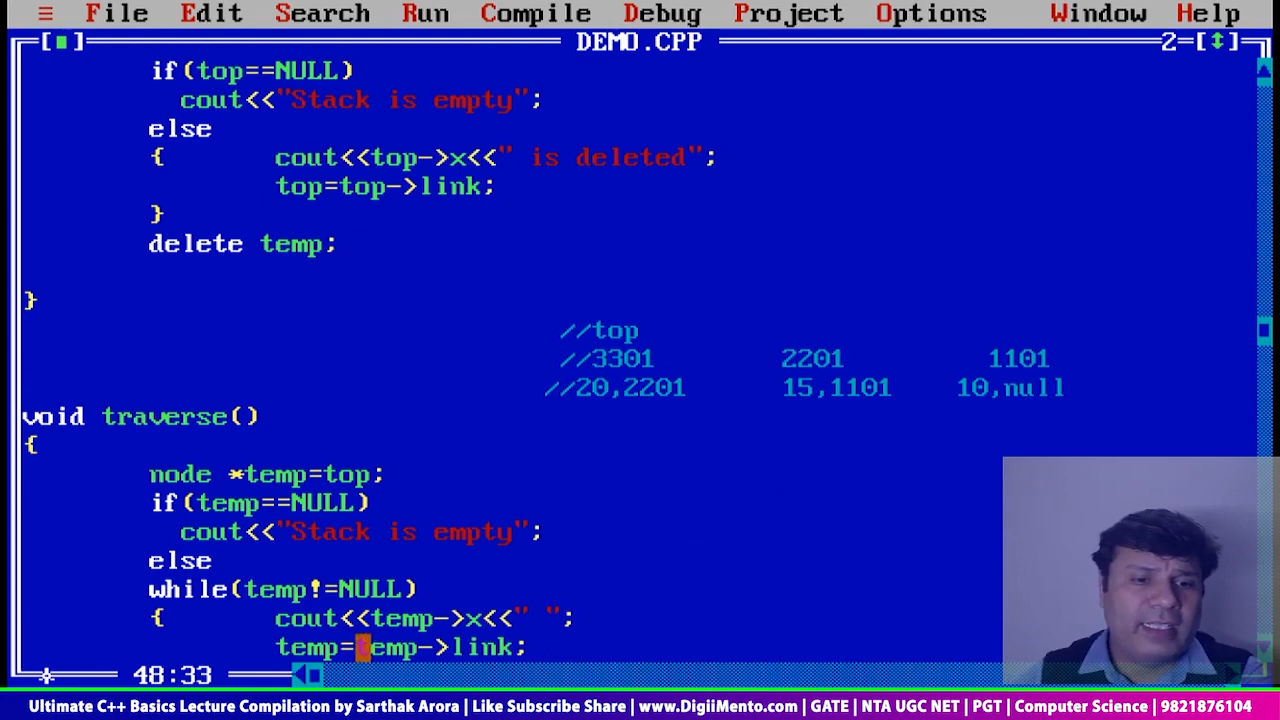 ≡ File Edit Search Run Compile Debug Project Options Window Help
[■] DEMO.CPP 2=[↕]
if(top==NULL)
cout<<"Stack is empty";
else
{ cout<<top->x<<" is deleted";
top=top->link;
}
delete temp;
}
//top
//3301 2201 1101
//20,2201 15,1101 10,null
void traverse()
{
node *temp=top;
if(temp==NULL)
cout<<"Stack is empty";
else
while(temp!=NULL)
{ cout<<temp->x<<" ";
temp=temp->link;
48:33
Ultimate C++ Basics Lecture Compilation by Sarthak Arora | Like Subscribe Share | www.DigiiMento.com | GATE | NTA UGC NET | PGT | Computer Science | 9821876104